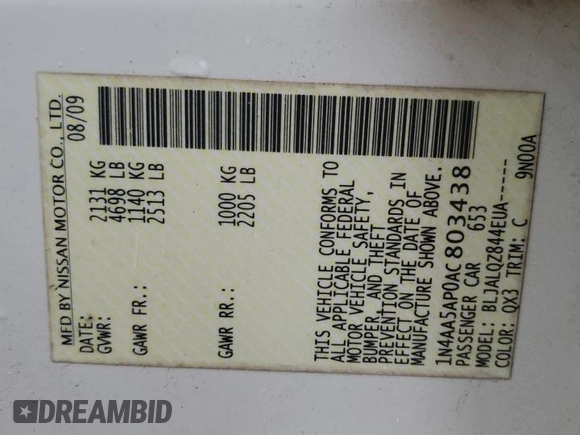 MFD BY NISSAN MOTOR CO., LTD.
DATE: 08/09
GVWR: 2131 KG
4698 LB
GAWR FR.: 1140 KG
2513 LB
GAWR RR.: 1000 KG
2205 LB
THIS VEHICLE CONFORMS TO
ALL APPLICABLE FEDERAL
MOTOR VEHICLE SAFETY,
BUMPER, AND THEFT
PREVENTION STANDARDS IN
EFFECT ON THE DATE OF
MANUFACTURE SHOWN ABOVE.
1N4AA5AP0AC803438
PASSENGER CAR 653
MODEL: BLJALQZ844EUA-----
COLOR: QX3 TRIM: C 9N00A
DREAMBID